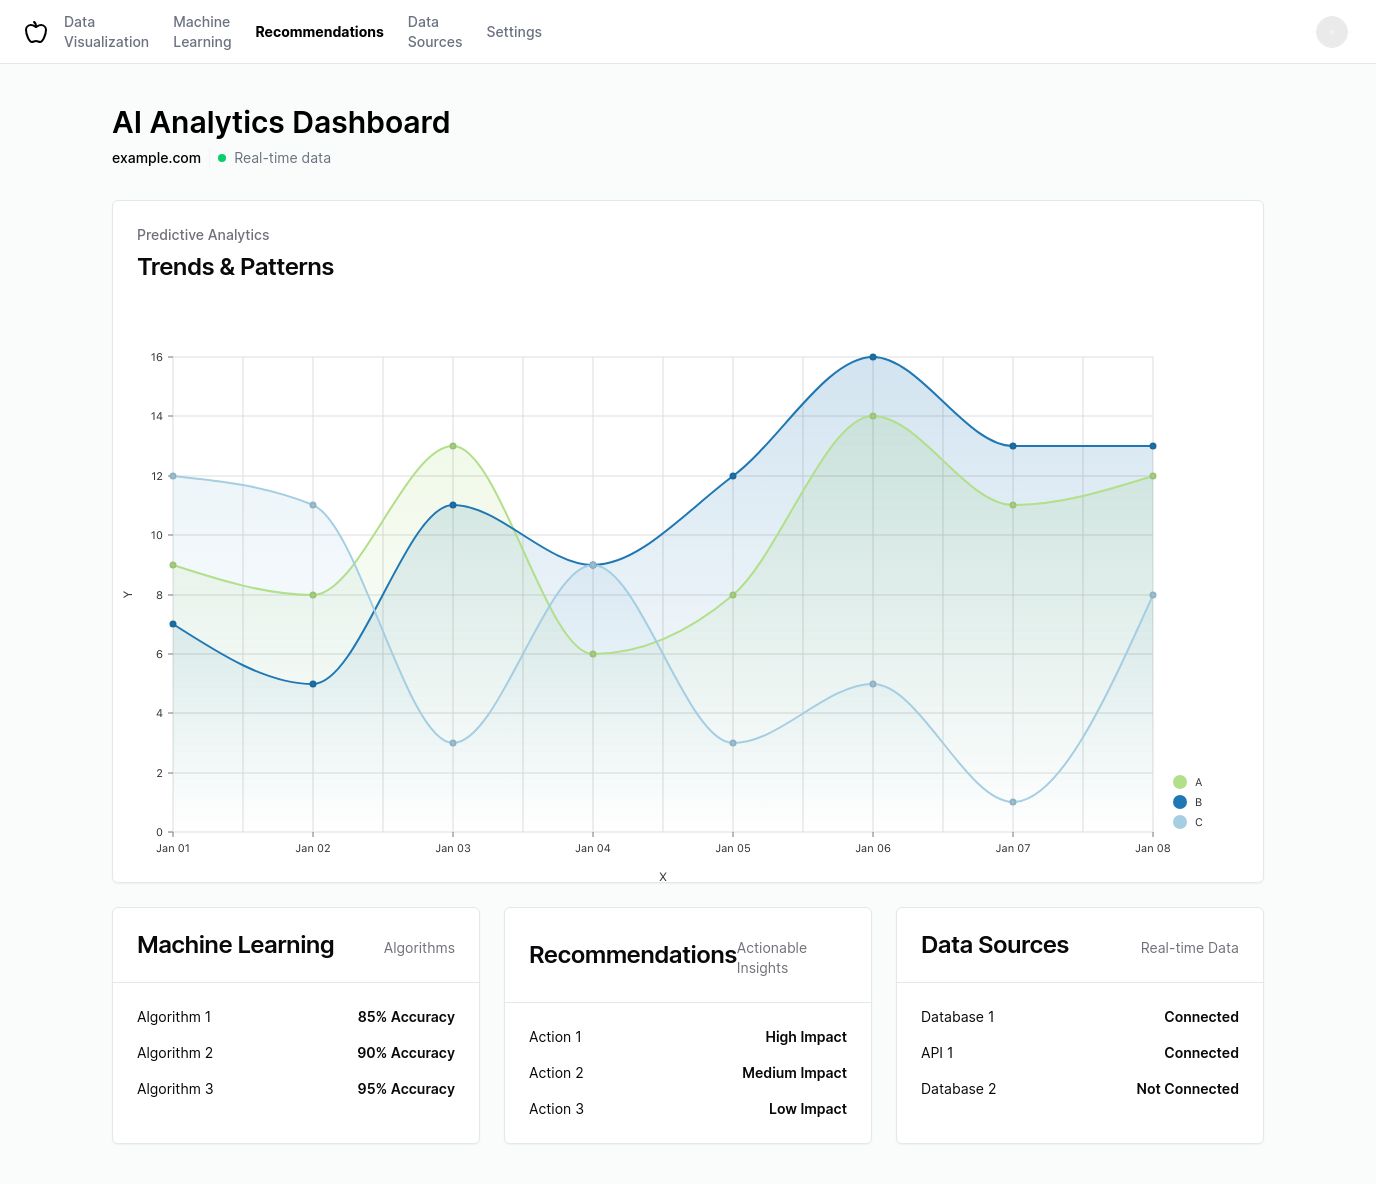 Data
Visualization
Machine
Learning
Recommendations
Data
Sources
Settings
AI Analytics Dashboard
example.com
Real-time data
Predictive Analytics
Trends & Patterns
16
14
12
10
8
6
4
2
0
Y
Jan 01 Jan 02 Jan 03 Jan 04 Jan 05 Jan 06 Jan 07 Jan 08
X
A
B
C
Machine Learning Algorithms
Algorithm 1 85% Accuracy
Algorithm 2 90% Accuracy
Algorithm 3 95% Accuracy
Recommendations Actionable
Insights
Action 1 High Impact
Action 2 Medium Impact
Action 3 Low Impact
Data Sources Real-time Data
Database 1 Connected
API 1 Connected
Database 2 Not Connected